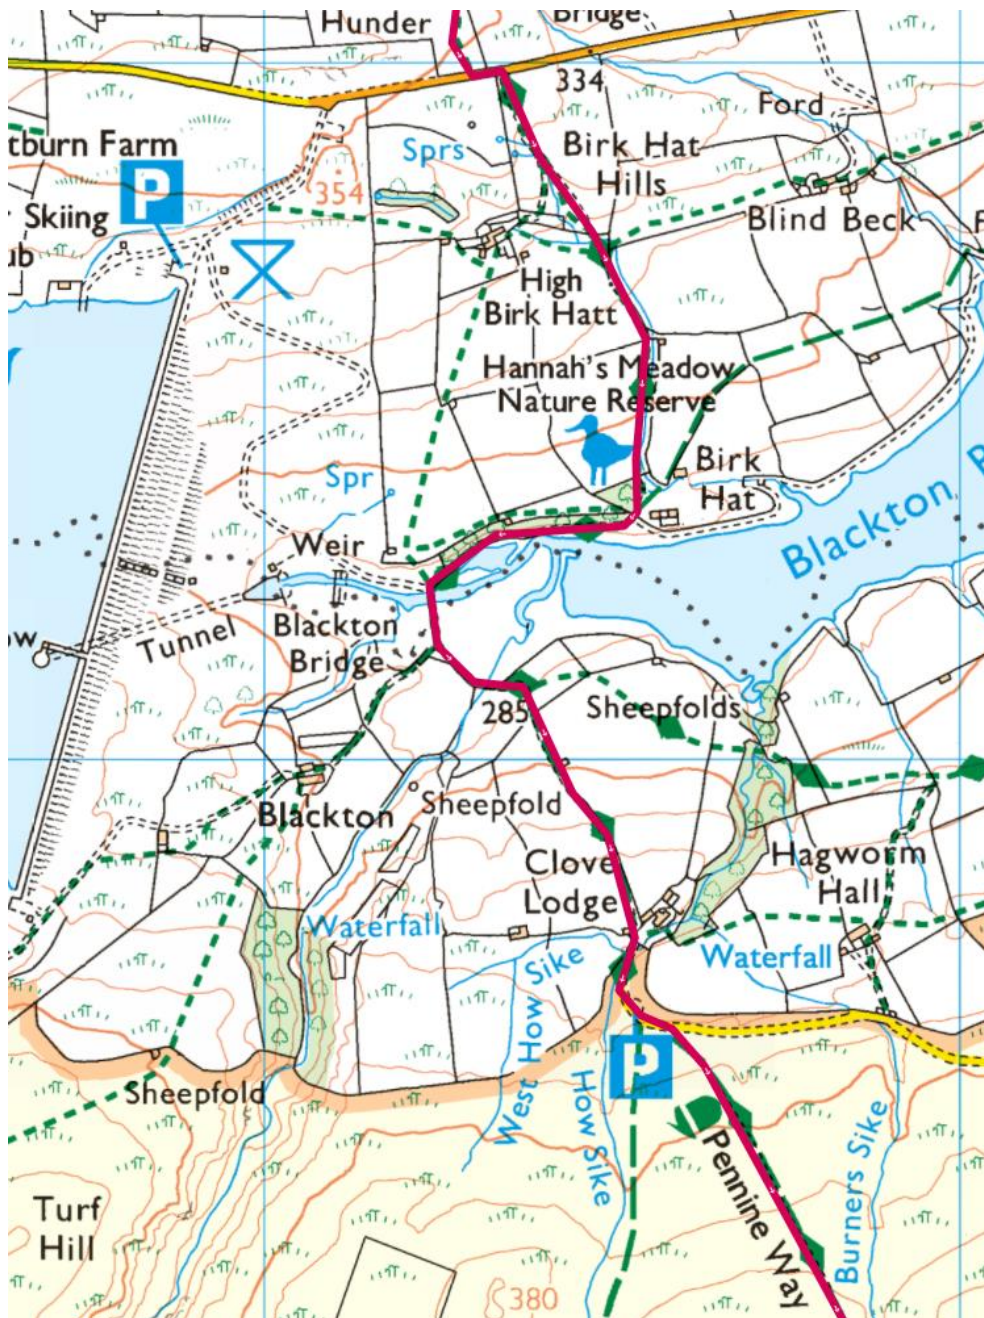 Hunder
Bridge
334
Ford
tburn Farm
P
Sprs
Birk Hat
Hills
354
Skiing
ub
Blind Beck
F
High
Birk Hatt
Hannah's Meadow
Nature Reserve
Birk
Hat
Spr
Blackton
B
Weir
Tunnel
ow
Blackton
Bridge
285
Sheepfolds
Blackton
Sheepfold
Clove
Lodge
Hagworm
Hall
Waterfall
Waterfall
West How Sike
P
How Sike
Sheepfold
Pennine Way
Burners Sike
Turf
Hill
380